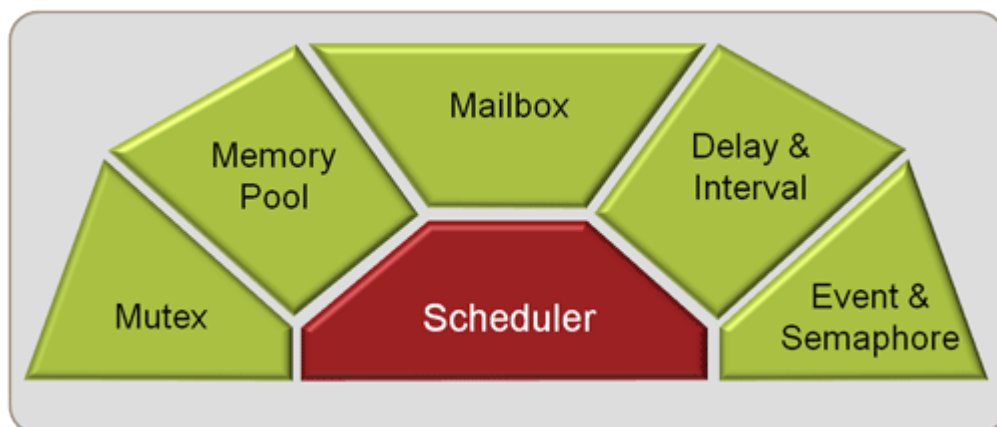 Mailbox
Memory
Pool
Delay &
Interval
Mutex
Scheduler
Event &
Semaphore